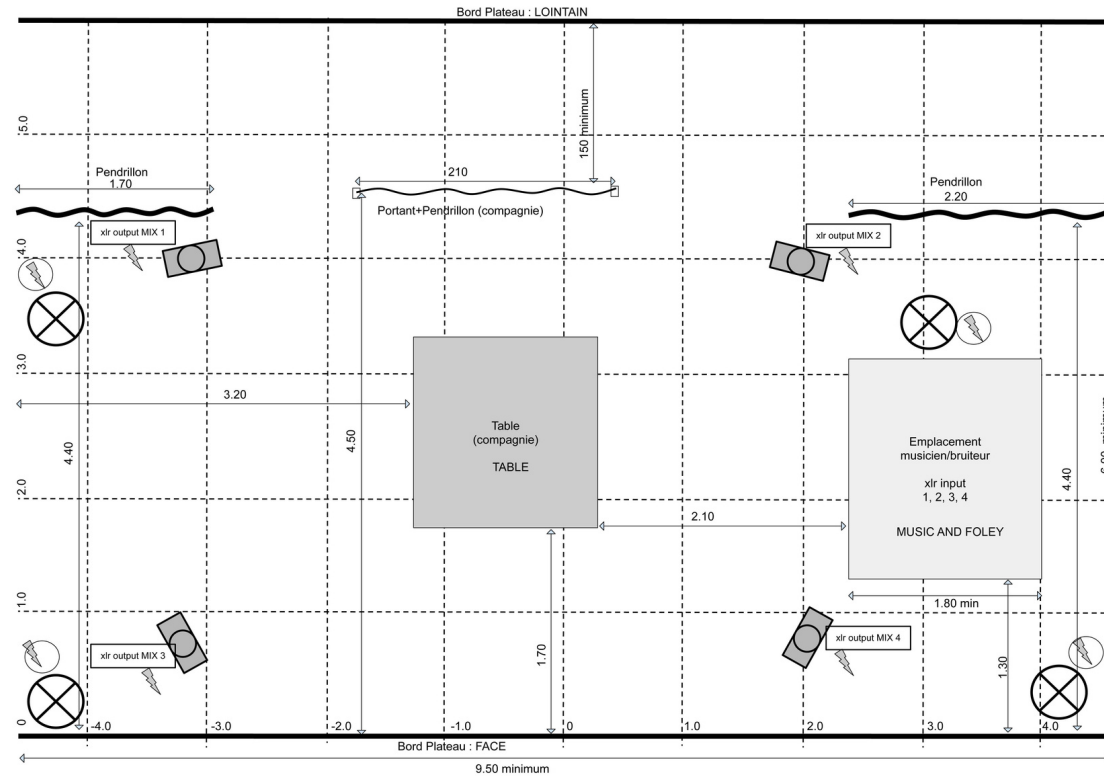 Bord Plateau : LOINTAIN
150 minimum
5.0
Pendrillon
1.70
210
Portant+Pendrillon (compagnie)
Pendrillon
2.20
xlr output MIX 1
xlr output MIX 2
4.0
3.0
3.20
4.40
4.50
Table
(compagnie)
TABLE
Emplacement
musicien/bruiteur
xlr input
1, 2, 3, 4
MUSIC AND FOLEY
4.40
minimum
2.0
2.10
1.80 min
1.0
xlr output MIX 3
xlr output MIX 4
1.70
1.30
0
-4.0
-3.0
-2.0
-1.0
0
1.0
2.0
3.0
4.0
Bord Plateau : FACE
9.50 minimum